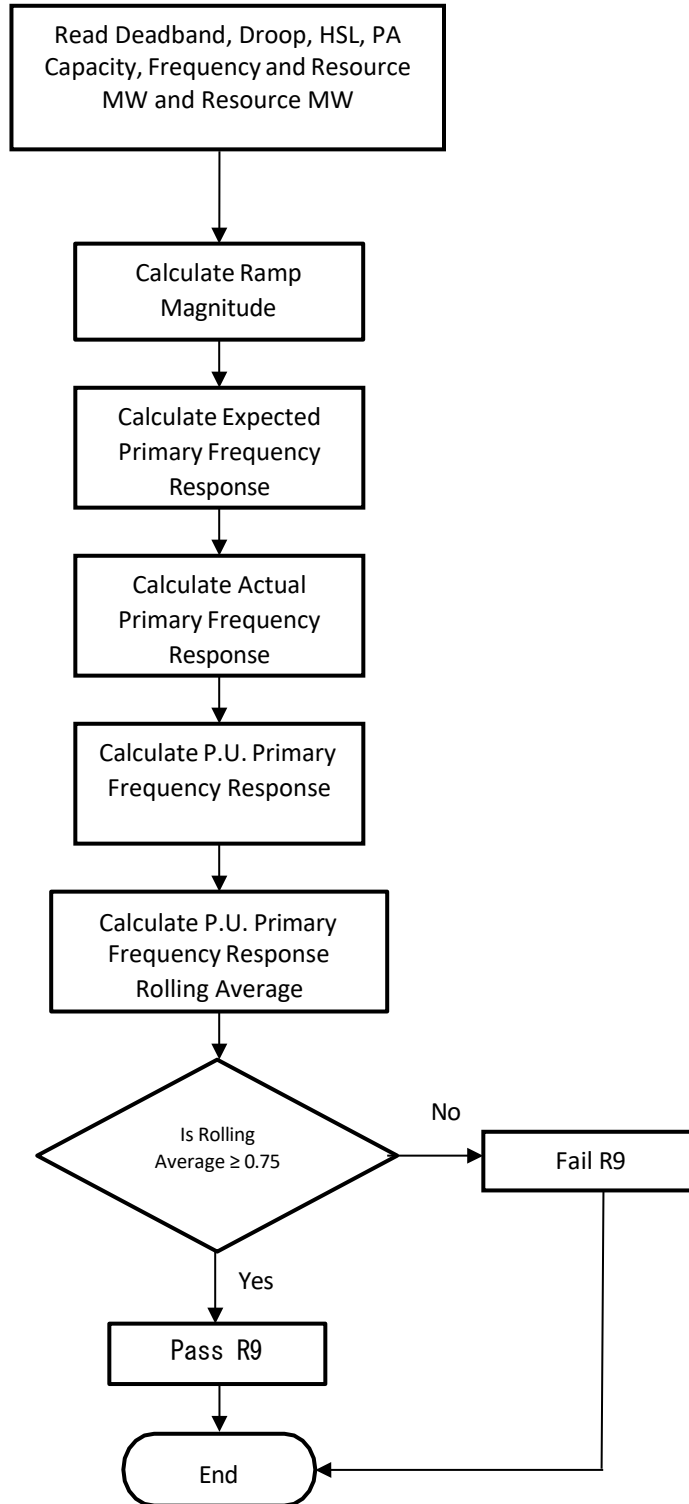 Read Deadband, Droop, HSL, PA
Capacity, Frequency and Resource
MW and Resource MW
Calculate Ramp
Magnitude
Calculate Expected
Primary Frequency
Response
Calculate Actual
Primary Frequency
Response
Calculate P.U. Primary
Frequency Response
Calculate P.U. Primary
Frequency Response
Rolling Average
Is Rolling
Average ≥ 0.75
No
Fail R9
Yes
Pass R9
End